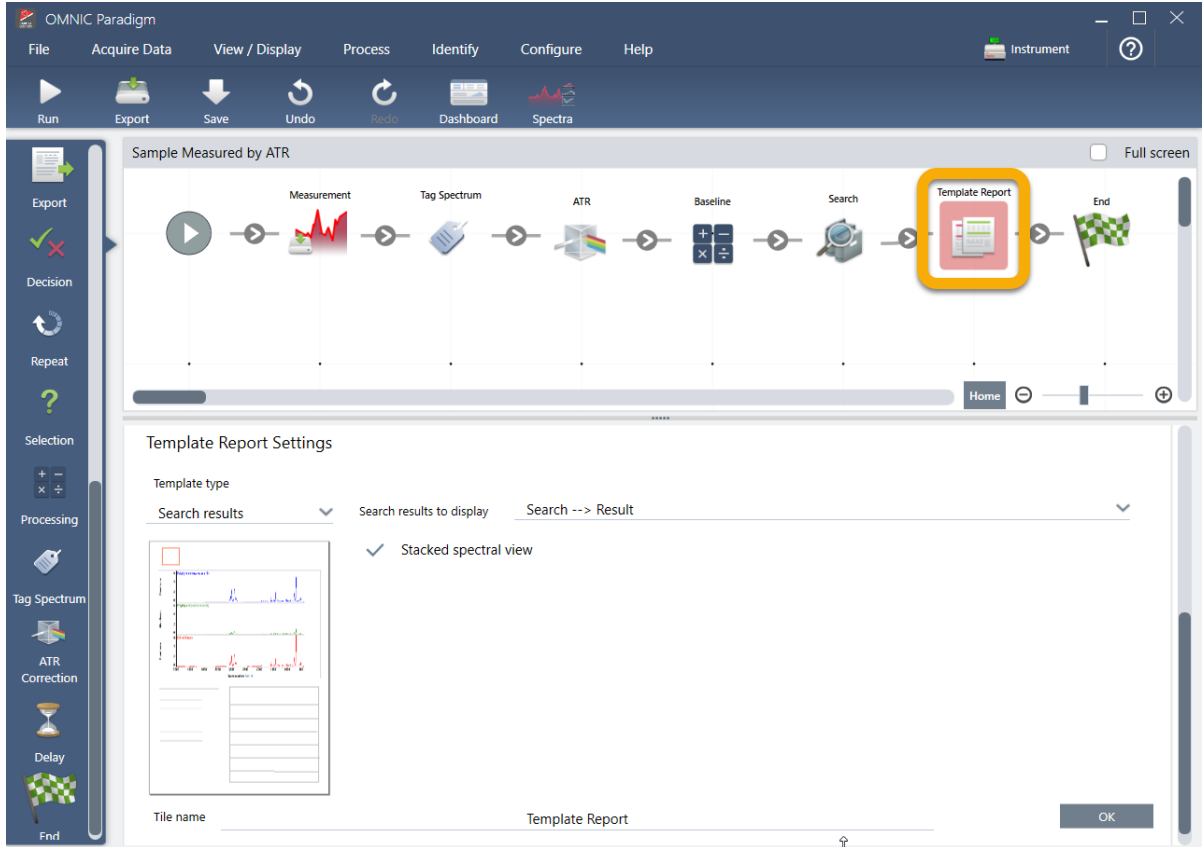 OMNIC Paradigm
File Acquire Data View / Display Process Identify Configure Help Instrument
Run Export Save Undo Redo Dashboard Spectra
Sample Measured by ATR Full screen
Export
Decision
Repeat
Selection
Processing
Tag Spectrum
ATR
Correction
Delay
End
Measurement Tag Spectrum ATR Baseline Search Template Report End
Home
Template Report Settings
Template type
Search results Search results to display Search --> Result
Stacked spectral view
Tile name Template Report OK